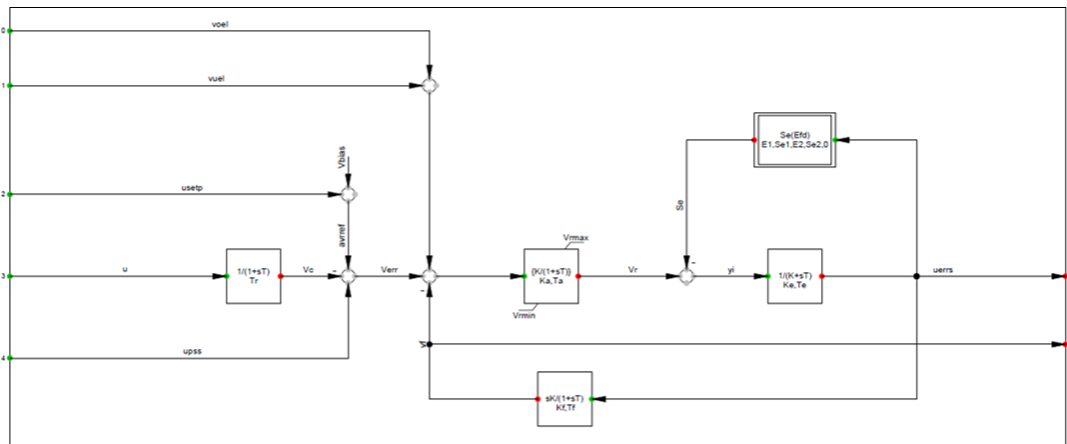 voel
0
vuel
1
Se(Efd)
E1,Se1,E2,Se2,0
Vbias
usetp
2
Se
avrref
Vrmax
1/(1+sT)
Tr
{K/(1+sT)}
Ka,Ta
1/(K+sT)
Ke,Te
u
Vc
-
Verr
Vr
-
yi
uerrs
3
-
Vrmin
upss
4
Vf
sK/(1+sT)
Kf,Tf